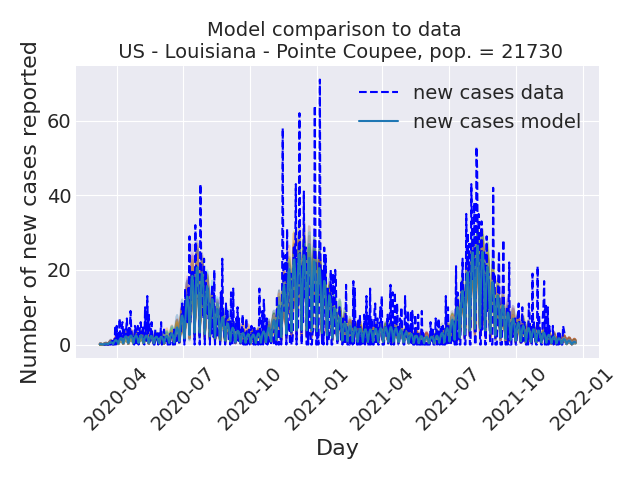 Model comparison to data
US - Louisiana - Pointe Coupee, pop. = 21730
new cases data
new cases model
Number of new cases reported
60
40
20
0
2020-04
2020-07
2020-10
2021-01
2021-04
2021-07
2021-10
2022-01
Day